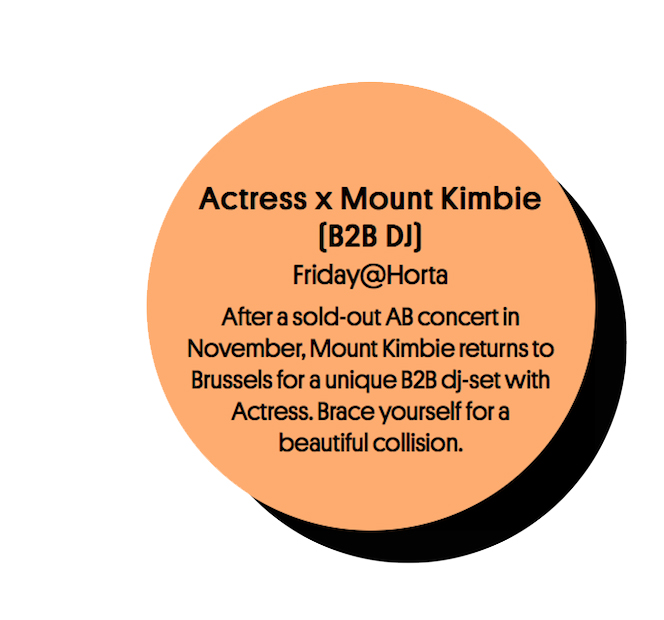 Actress x Mount Kimbie
(B2B DJ)
Friday@Horta
After a sold-out AB concert in
November, Mount Kimbie returns to
Brussels for a unique B2B dj-set with
Actress. Brace yourself for a
beautiful collision.